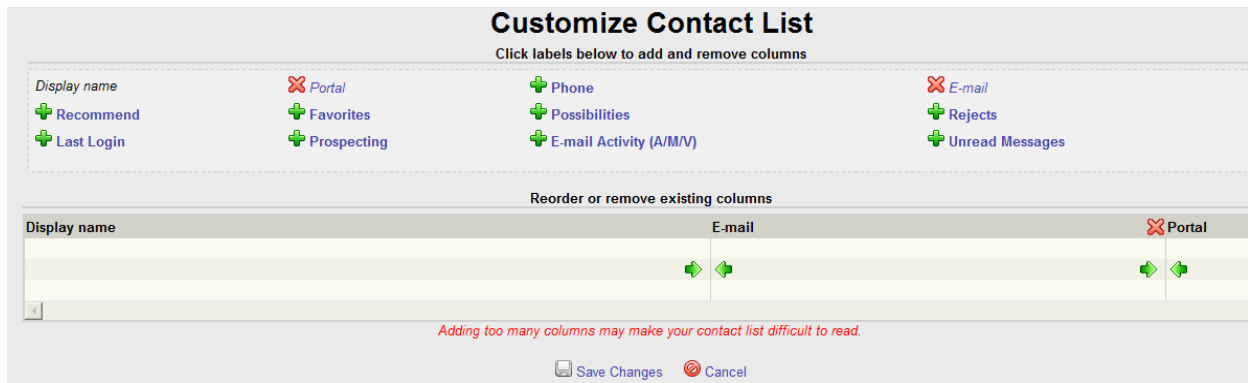 Customize Contact List
Click labels below to add and remove columns
Display name Portal Phone E-mail
Recommend Favorites Possibilities Rejects
Last Login Prospecting E-mail Activity (A/M/V) Unread Messages
Reorder or remove existing columns
Display name E-mail Portal
Adding too many columns may make your contact list difficult to read.
Save Changes Cancel